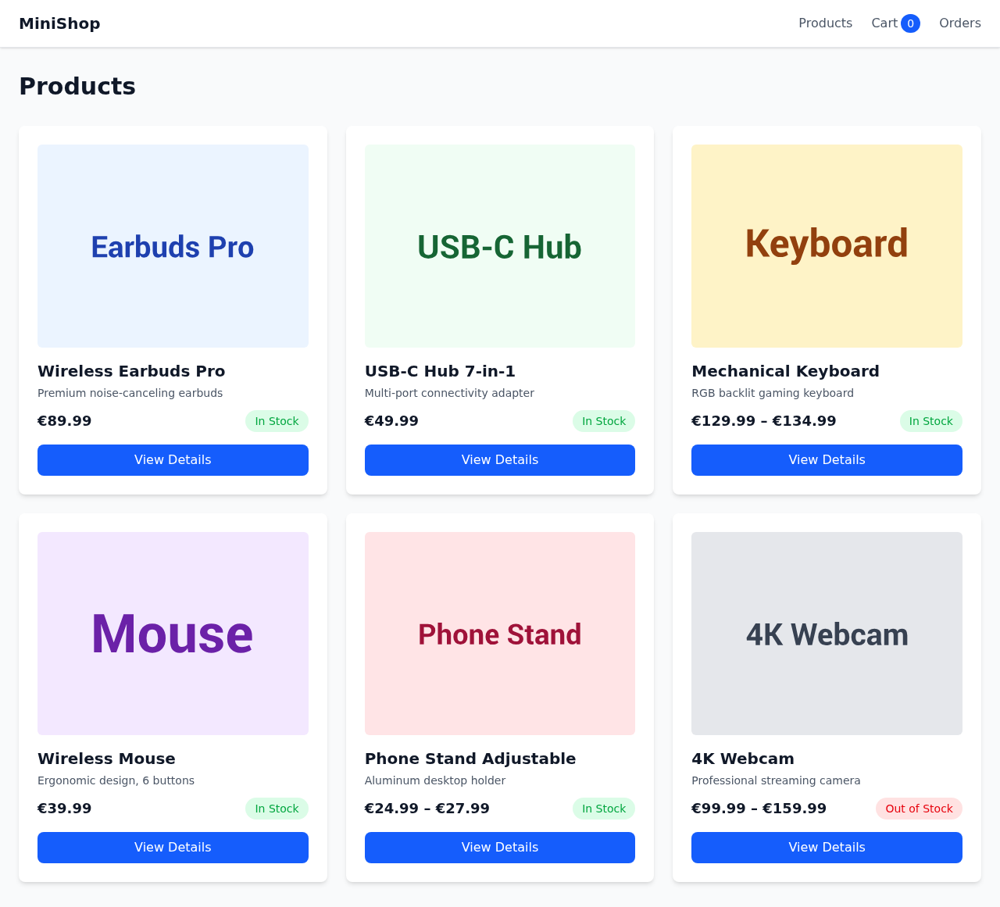 MiniShop
Products Cart 0 Orders
Products
Earbuds Pro
Wireless Earbuds Pro
Premium noise-canceling earbuds
€89.99 In Stock
View Details
USB-C Hub
USB-C Hub 7-in-1
Multi-port connectivity adapter
€49.99 In Stock
View Details
Keyboard
Mechanical Keyboard
RGB backlit gaming keyboard
€129.99 – €134.99 In Stock
View Details
Mouse
Wireless Mouse
Ergonomic design, 6 buttons
€39.99 In Stock
View Details
Phone Stand
Phone Stand Adjustable
Aluminum desktop holder
€24.99 – €27.99 In Stock
View Details
4K Webcam
4K Webcam
Professional streaming camera
€99.99 – €159.99 Out of Stock
View Details